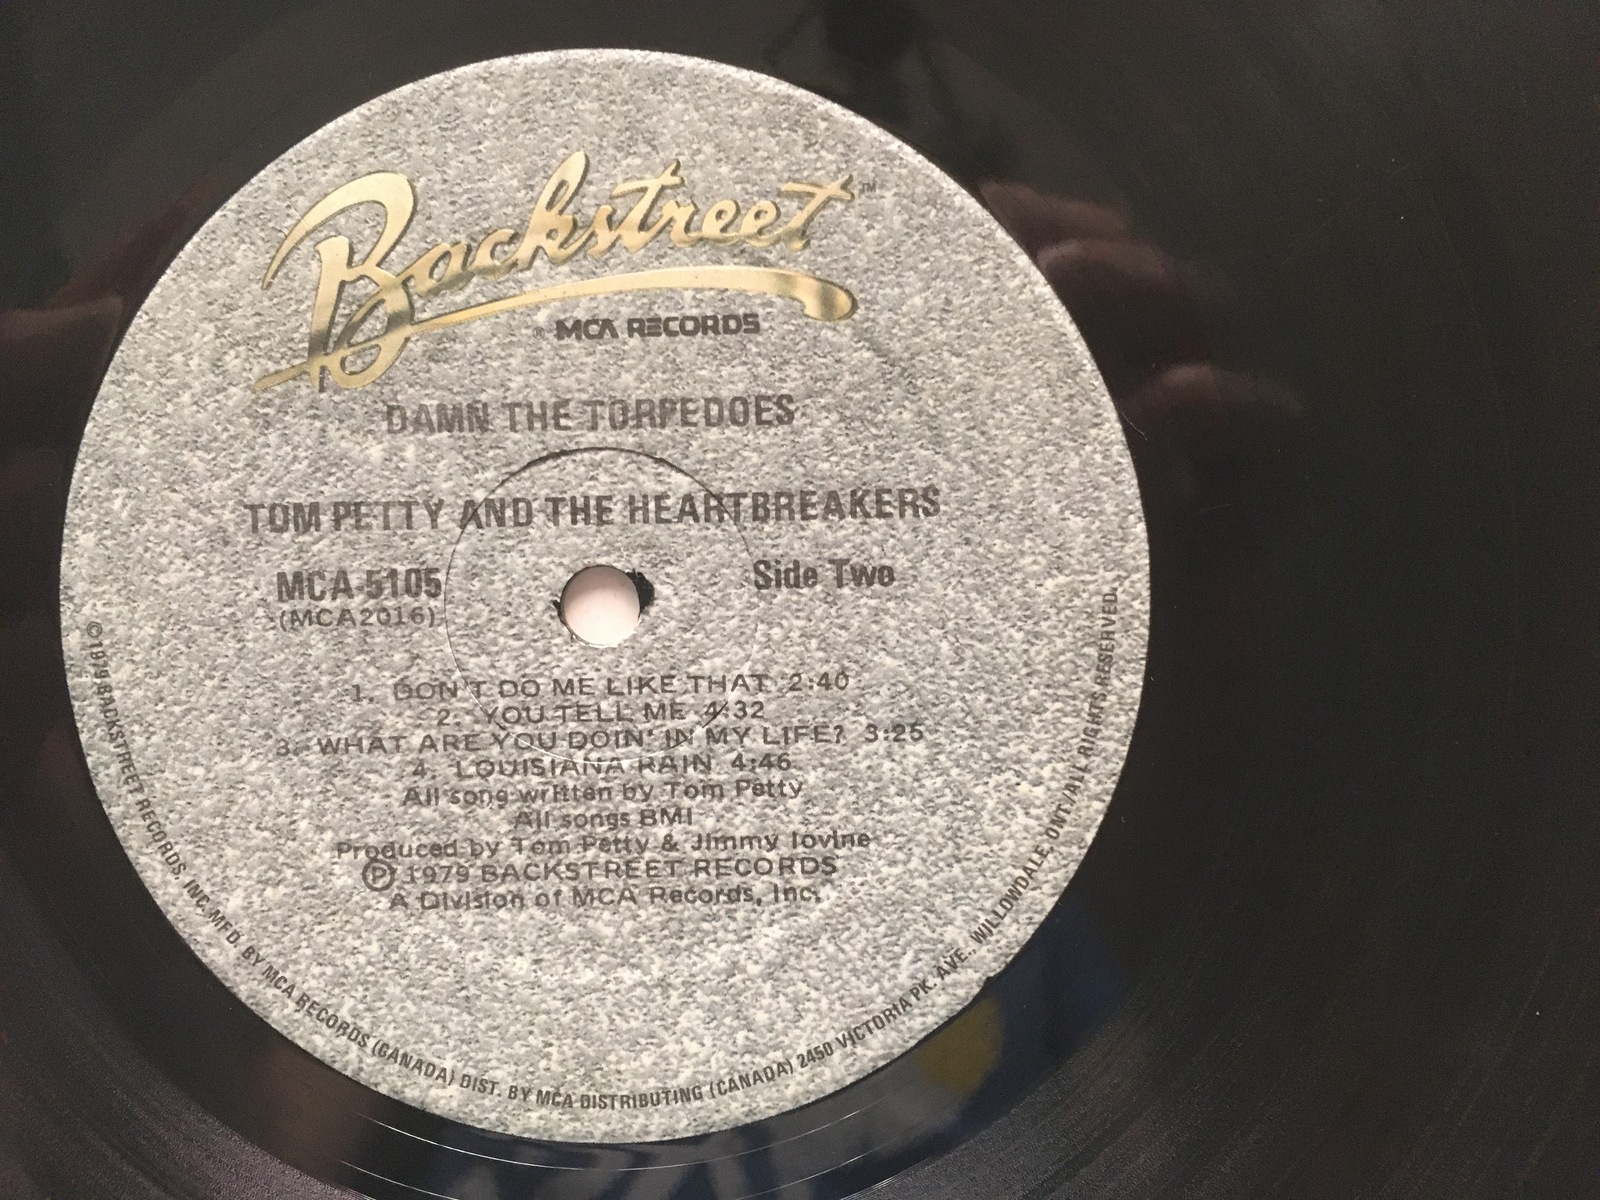 Backstreet™
® MCA RECORDS
DAMN THE TORPEDOES
TOM PETTY AND THE HEARTBREAKERS
MCA-5105
(MCA2016)
Side Two
1. DON'T DO ME LIKE THAT 2:40
2. YOU TELL ME 4:32
3. WHAT ARE YOU DOIN' IN MY LIFE? 3:25
4. LOUISIANA RAIN 4:46
All song written by Tom Petty
All songs BMI
Produced by Tom Petty & Jimmy Iovine
Ⓟ 1979 BACKSTREET RECORDS
A Division of MCA Records, Inc.
©1979 BACKSTREET RECORDS, INC. MFD. BY MCA RECORDS (CANADA) DIST. BY MCA DISTRIBUTING (CANADA) 2450 VICTORIA PK. AVE., WILLOWDALE, ONT./ALL RIGHTS RESERVED.